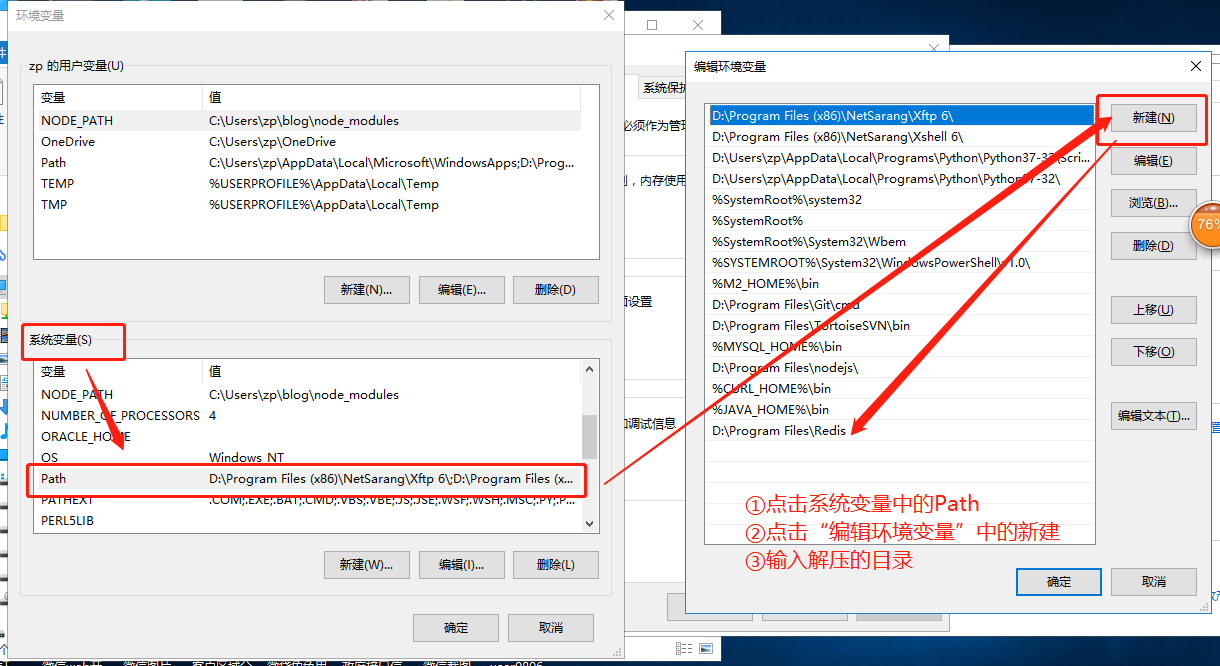 环境变量
zp 的用户变量(U)
变量 值
NODE_PATH C:\Users\zp\blog\node_modules
OneDrive C:\Users\zp\OneDrive
Path C:\Users\zp\AppData\Local\Microsoft\WindowsApps;D:\Prog...
TEMP %USERPROFILE%\AppData\Local\Temp
TMP %USERPROFILE%\AppData\Local\Temp
新建(N)... 编辑(E)... 删除(D)
系统变量(S)
变量 值
NODE_PATH C:\Users\zp\blog\node_modules
NUMBER_OF_PROCESSORS 4
ORACLE_HOME
OS Windows_NT
Path D:\Program Files (x86)\NetSarang\Xftp 6\;D:\Program Files (x...
PATHEXT .COM;.EXE;.BAT;.CMD;.VBS;.VBE;.JS;.JSE;.WSF;.WSH;.MSC;.PY;.P...
PERL5LIB
新建(W)... 编辑(I)... 删除(L)
确定 取消
系统保护
必须作为管理
,内存使用
设置
和调试信息
编辑环境变量
D:\Program Files (x86)\NetSarang\Xftp 6\
D:\Program Files (x86)\NetSarang\Xshell 6\
D:\Users\zp\AppData\Local\Programs\Python\Python37-32\Scri...
D:\Users\zp\AppData\Local\Programs\Python\Python37-32\
%SystemRoot%\system32
%SystemRoot%
%SystemRoot%\System32\Wbem
%SYSTEMROOT%\System32\WindowsPowerShell\v1.0\
%M2_HOME%\bin
D:\Program Files\Git\cmd
D:\Program Files\TortoiseSVN\bin
%MYSQL_HOME%\bin
D:\Program Files\nodejs\
%CURL_HOME%\bin
%JAVA_HOME%\bin
D:\Program Files\Redis
新建(N)
编辑(E)
浏览(B)...
删除(D)
上移(U)
下移(O)
编辑文本(T)...
76%
①点击系统变量中的Path
②点击“编辑环境变量”中的新建
③输入解压的目录
确定 取消